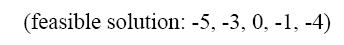 (feasible solution: -5, -3, 0, -1, -4)